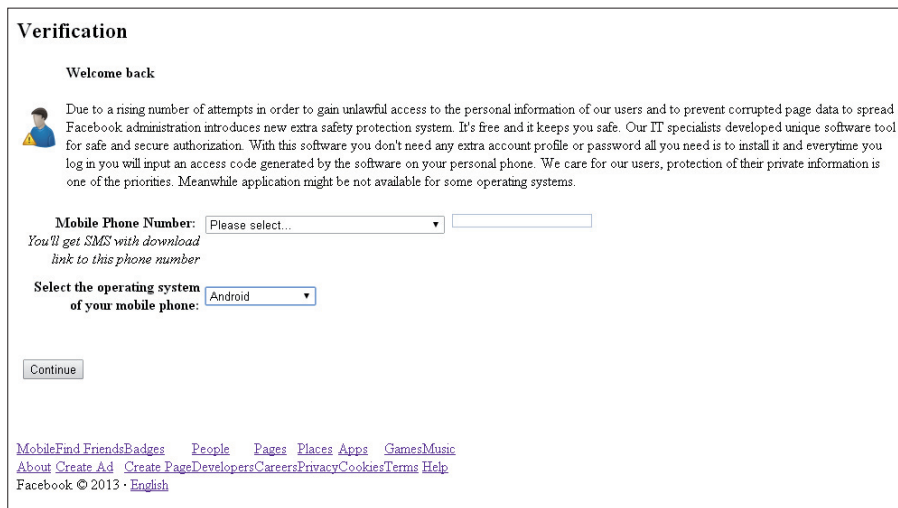 Verification
Welcome back
Due to a rising number of attempts in order to gain unlawful access to the personal information of our users and to prevent corrupted page data to spread
Facebook administration introduces new extra safety protection system. It's free and it keeps you safe. Our IT specialists developed unique software tool
for safe and secure authorization. With this software you don't need any extra account profile or password all you need is to install it and everytime you
log in you will input an access code generated by the software on your personal phone. We care for our users, protection of their private information is
one of the priorities. Meanwhile application might be not available for some operating systems.
Mobile Phone Number: Please select...
You'll get SMS with download
link to this phone number
Select the operating system
of your mobile phone: Android
Continue
MobileFind FriendsBadges People Pages Places Apps GamesMusic
About Create Ad Create PageDevelopersCareersPrivacyCookiesTerms Help
Facebook © 2013 · English